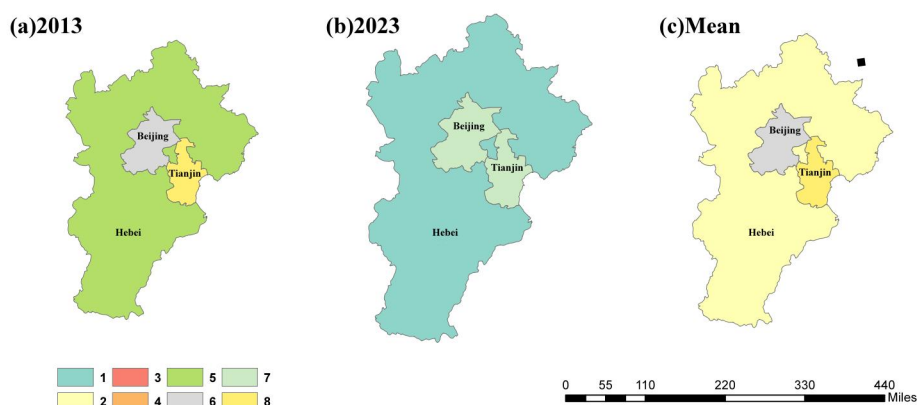 (a)2013
(b)2023
(c)Mean
Beijing
Tianjin
Hebei
Beijing
Tianjin
Hebei
Beijing
Tianjin
Hebei
1 3 5 7
2 4 6 8
0 55 110 220 330 440
Miles